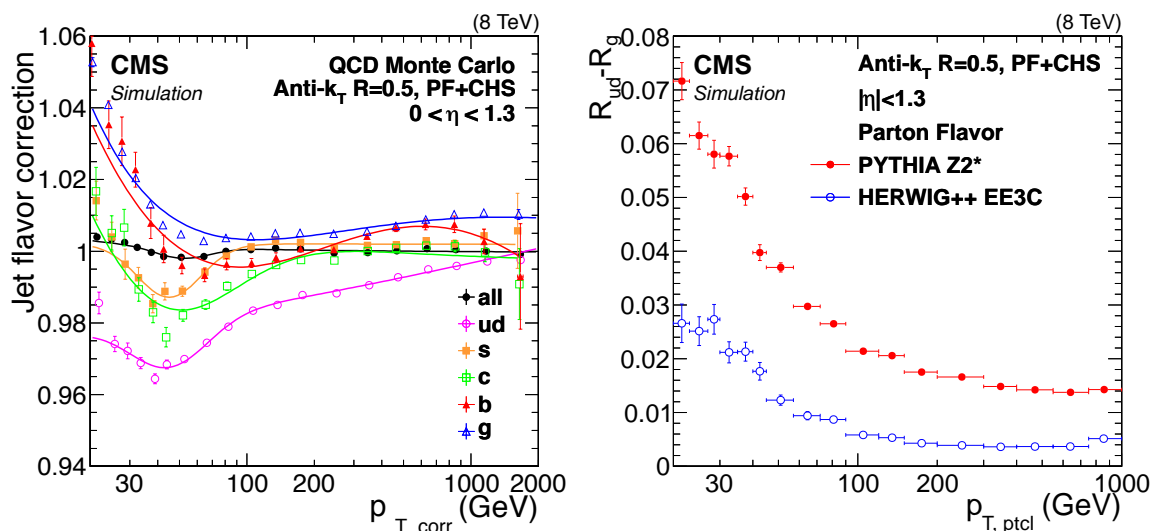 (8 TeV)
Jet flavor correction
1.06
1.04
1.02
1
0.98
0.96
0.94
CMS
Simulation
QCD Monte Carlo
Anti-k_T R=0.5, PF+CHS
0 < η < 1.3
all
ud
s
c
b
g
30 100 200 1000 2000
p_T corr (GeV)
(8 TeV)
R_ud-R_g
0.08
0.07
0.06
0.05
0.04
0.03
0.02
0.01
0
CMS
Simulation
Anti-k_T R=0.5, PF+CHS
|η|<1.3
Parton Flavor
PYTHIA Z2*
HERWIG++ EE3C
30 100 200 1000
p_T, ptcl (GeV)